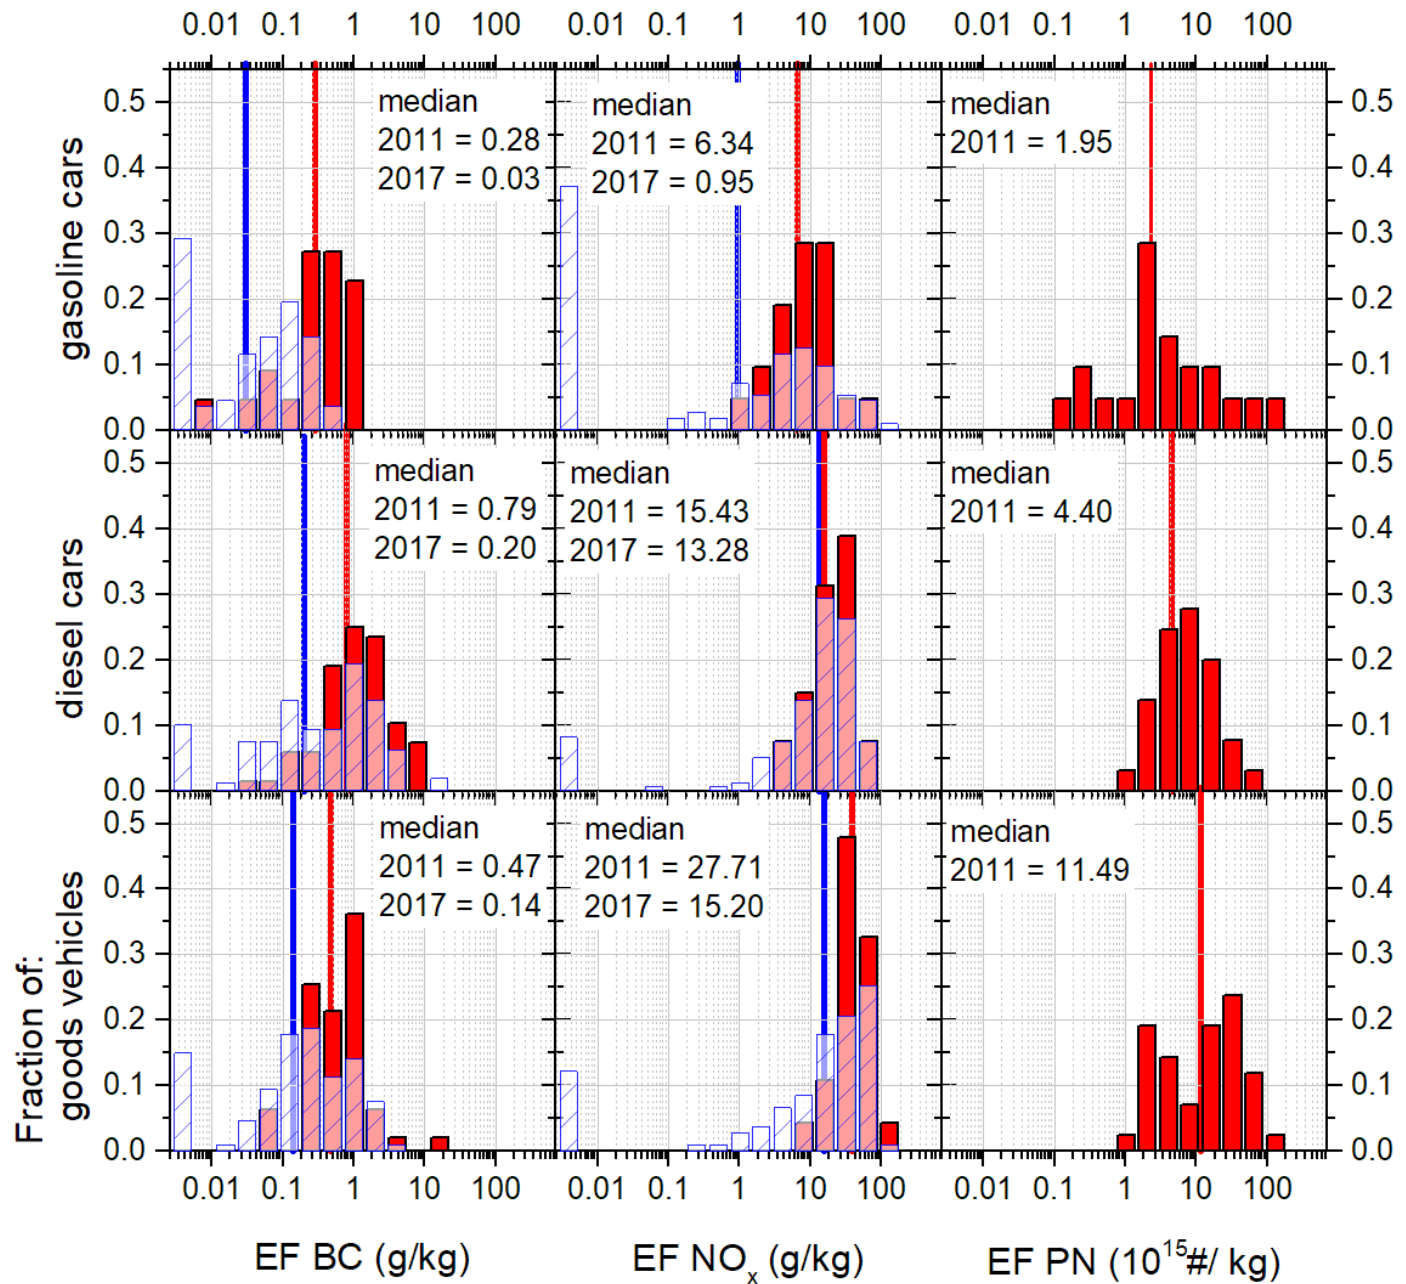 0.01 0.1 1 10 100 0.01 0.1 1 10 100 0.01 0.1 1 10 100
gasoline cars
0.5
0.4
0.3
0.2
0.1
0.0
median
2011 = 0.28
2017 = 0.03
median
2011 = 6.34
2017 = 0.95
median
2011 = 1.95
0.5
0.4
0.3
0.2
0.1
0.0
diesel cars
0.5
0.4
0.3
0.2
0.1
0.0
median
2011 = 0.79
2017 = 0.20
median
2011 = 15.43
2017 = 13.28
median
2011 = 4.40
0.5
0.4
0.3
0.2
0.1
0.0
Fraction of:
goods vehicles
0.5
0.4
0.3
0.2
0.1
0.0
median
2011 = 0.47
2017 = 0.14
median
2011 = 27.71
2017 = 15.20
median
2011 = 11.49
0.5
0.4
0.3
0.2
0.1
0.0
0.01 0.1 1 10 100 0.01 0.1 1 10 100 0.01 0.1 1 10 100
EF BC (g/kg) EF NOₓ (g/kg) EF PN (10¹⁵#/ kg)